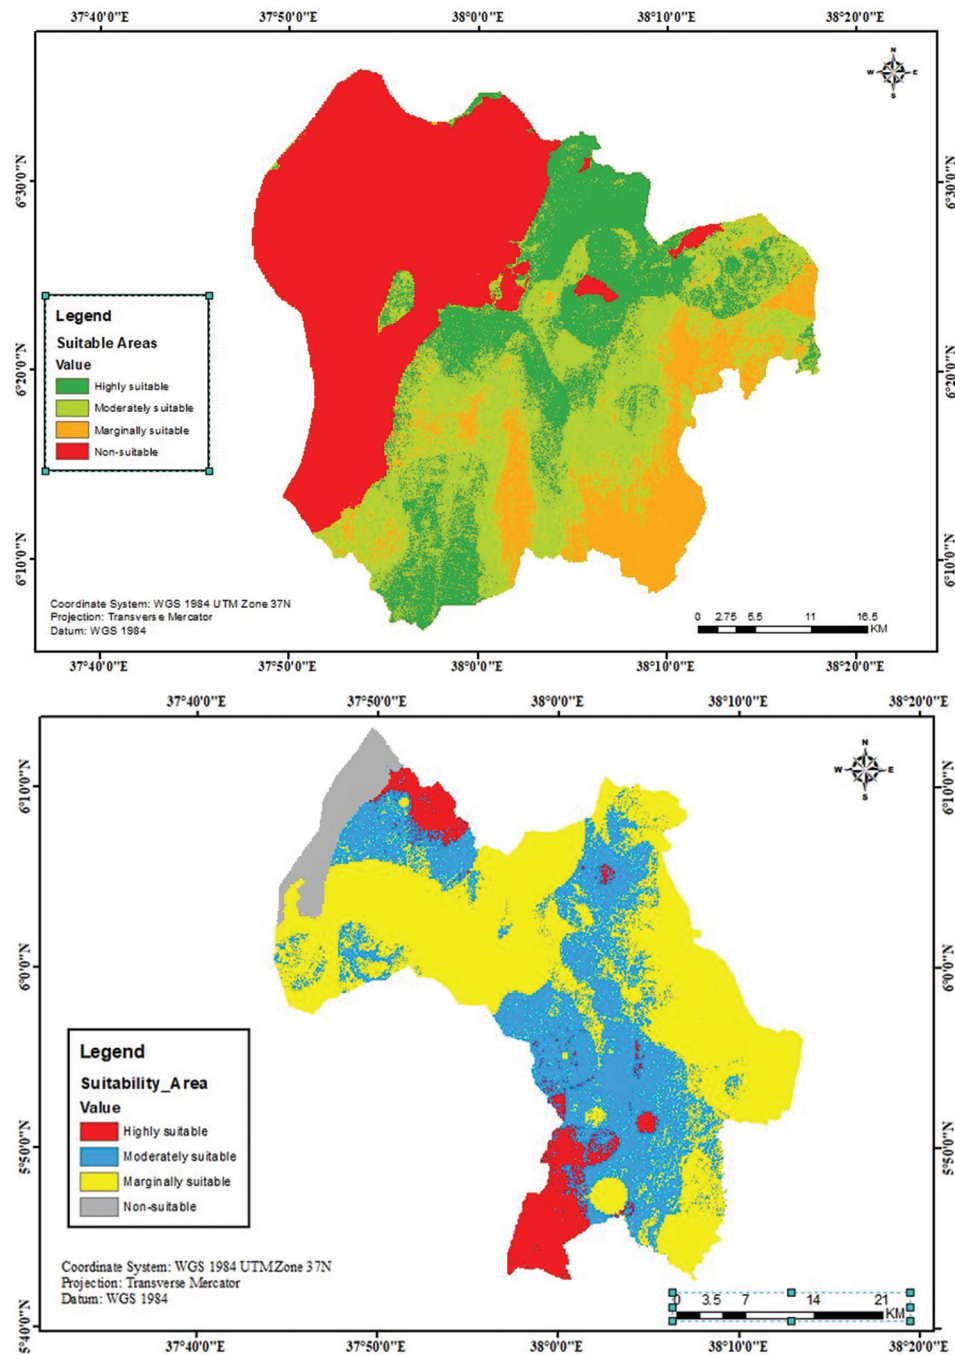 37°40'0"E 37°50'0"E 38°0'0"E 38°10'0"E 38°20'0"E
N
W E
S
6°30'0"N 6°30'0"N
Legend
Suitable Areas
Value
Highly suitable
Moderately suitable
Marginally suitable
Non-suitable
6°20'0"N 6°20'0"N
6°10'0"N 6°10'0"N
Coordinate System: WGS 1984 UTM Zone 37N
Projection: Transverse Mercator
Datum: WGS 1984
0 2.75 5.5 11 16.5
KM
37°40'0"E 37°50'0"E 38°0'0"E 38°10'0"E 38°20'0"E
37°40'0"E 37°50'0"E 38°0'0"E 38°10'0"E 38°20'0"E
N
W E
S
6°10'0"N 6°10'0"N
6°0'0"N 6°0'0"N
Legend
Suitability_Area
Value
Highly suitable
Moderately suitable
Marginally suitable
Non-suitable
5°50'0"N 5°50'0"N
Coordinate System: WGS 1984 UTM Zone 37N
Projection: Transverse Mercator
Datum: WGS 1984
0 3.5 7 14 21
KM
5°40'0"N
37°40'0"E 37°50'0"E 38°0'0"E 38°10'0"E 38°20'0"E